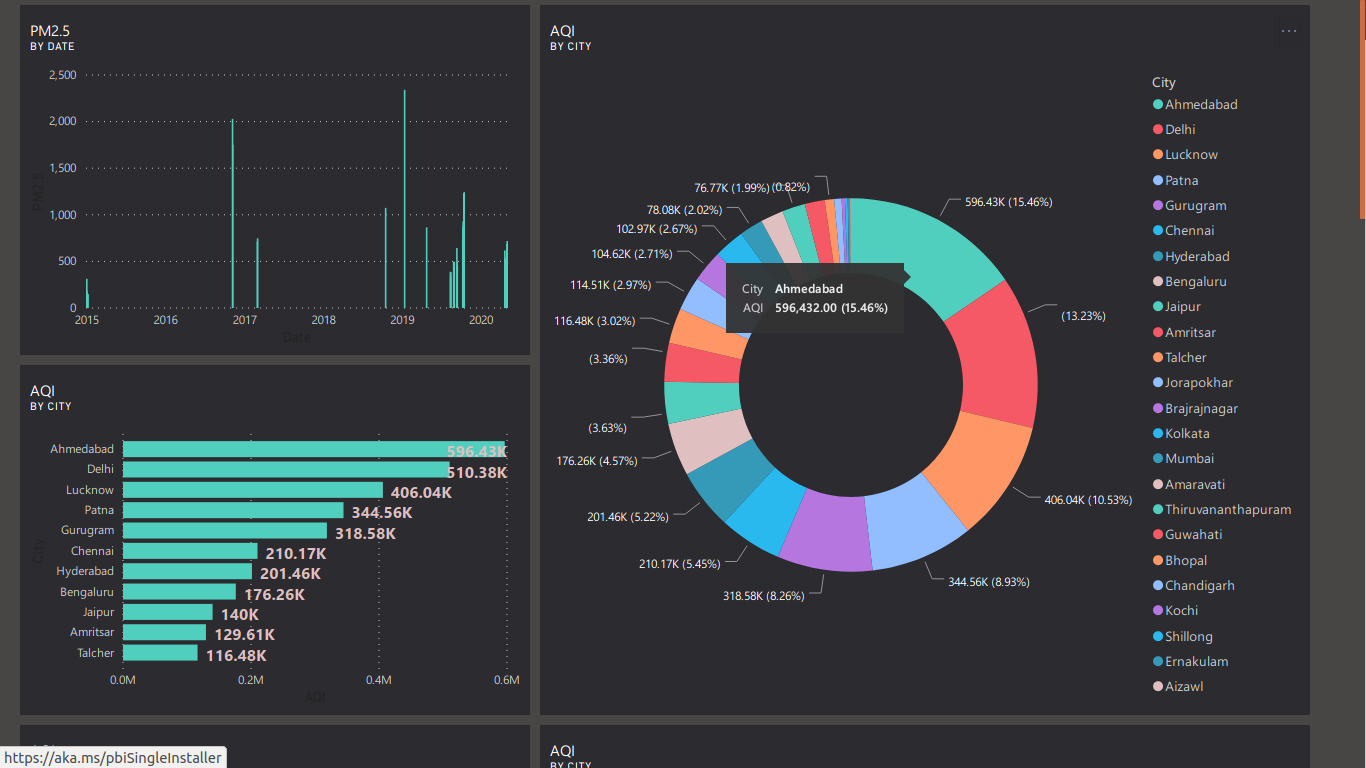 PM2.5
BY DATE
2,500
2,000
1,500
1,000
500
0
PM2.5
2015 2016 2017 2018 2019 2020
Date
AQI
BY CITY
Ahmedabad 596.43K
Delhi 510.38K
Lucknow 406.04K
Patna 344.56K
Gurugram 318.58K
Chennai 210.17K
Hyderabad 201.46K
Bengaluru 176.26K
Jaipur 140K
Amritsar 129.61K
Talcher 116.48K
City
0.0M 0.2M 0.4M 0.6M
AQI
AQI
BY CITY
596.43K (15.46%)
(13.23%)
406.04K (10.53%)
344.56K (8.93%)
318.58K (8.26%)
210.17K (5.45%)
201.46K (5.22%)
176.26K (4.57%)
(3.63%)
(3.36%)
116.48K (3.02%)
114.51K (2.97%)
104.62K (2.71%)
102.97K (2.67%)
78.08K (2.02%)
76.77K (1.99%)
(0.82%)
City Ahmedabad
AQI 596,432.00 (15.46%)
City
Ahmedabad
Delhi
Lucknow
Patna
Gurugram
Chennai
Hyderabad
Bengaluru
Jaipur
Amritsar
Talcher
Jorapokhar
Brajrajnagar
Kolkata
Mumbai
Amaravati
Thiruvananthapuram
Guwahati
Bhopal
Chandigarh
Kochi
Shillong
Ernakulam
Aizawl
AQI
BY CITY
https://aka.ms/pbiSingleInstaller